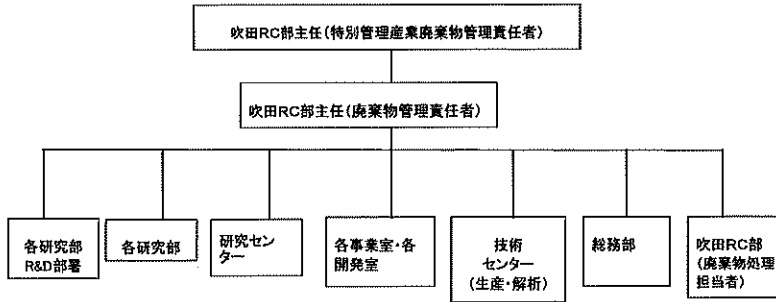 吹田RC部主任(特別管理産業廃棄物管理責任者)
吹田RC部主任(廃棄物管理責任者)
各研究部
R&D部署
各研究部
研究セン
ター
各事業室・各
開発室
技術
センター
(生産・解析)
総務部
吹田RC部
(廃棄物処理
担当者)